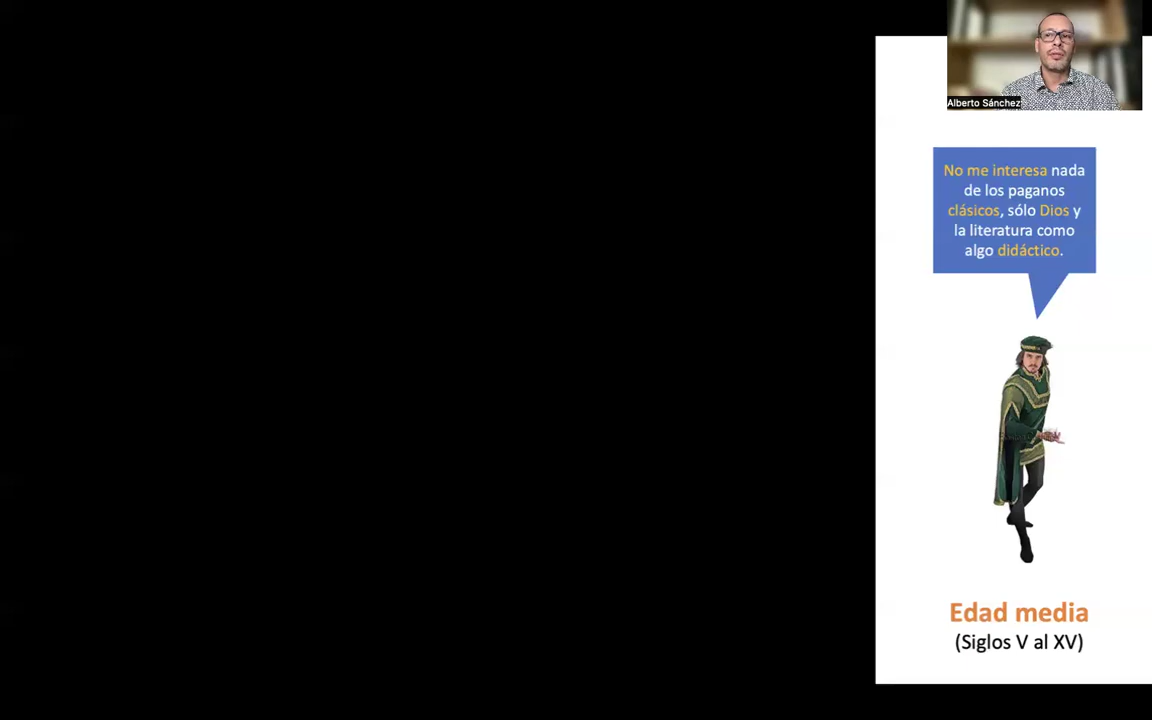 Alberto Sánchez
No me interesa nada
de los paganos
clásicos, sólo Dios y
la literatura como
algo didáctico.
Edad media
(Siglos V al XV)